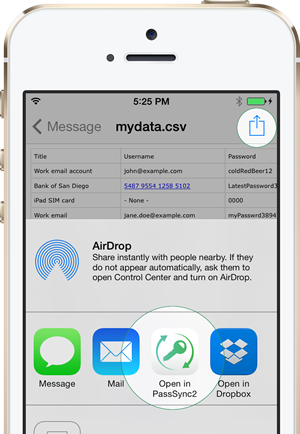 5:25 PM
Message mydata.csv
Title Username Password
Work email account john@example.com coldRedBeer12
Bank of San Diego 5487 9554 1258 5102 LatestPassword3
iPad SIM card - None - 0000
Work email jane.doe@example.com myPasswrd3894
AirDrop
Share instantly with people nearby. If they
do not appear automatically, ask them to
open Control Center and turn on AirDrop.
Message Mail Open in Open in
PassSync2 Dropbox